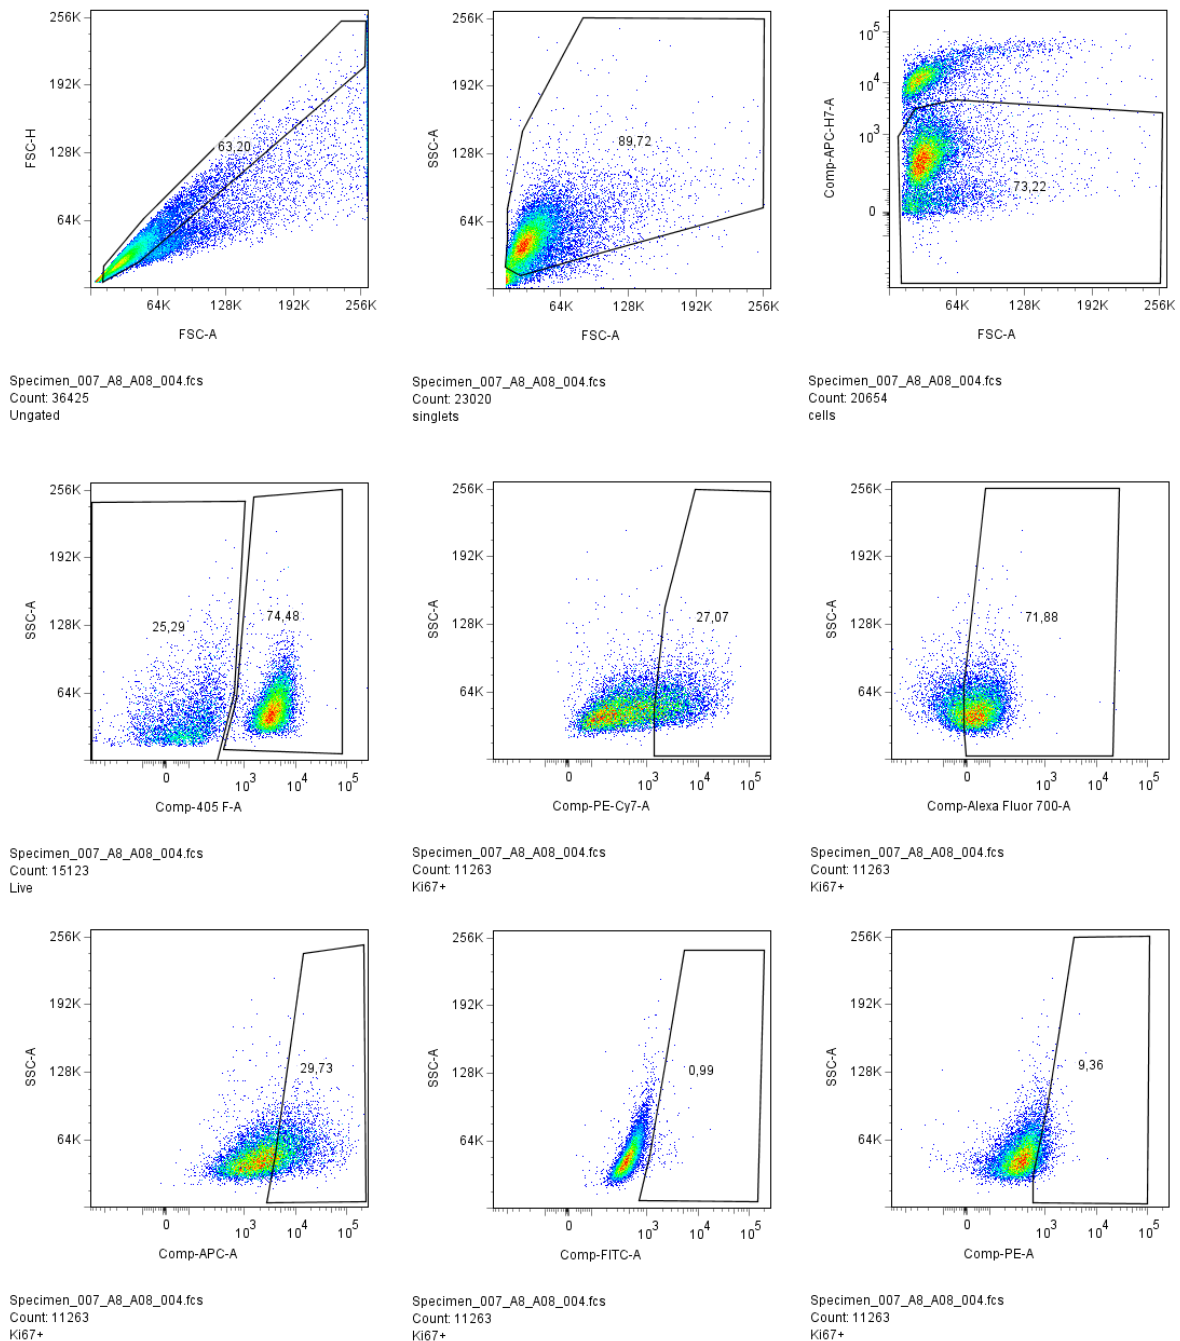 256K
192K
128K
64K
FSC-H
63,20
64K 128K 192K 256K
FSC-A
Specimen_007_A8_A08_004.fcs
Count: 36425
Ungated
256K
192K
128K
64K
SSC-A
89,72
64K 128K 192K 256K
FSC-A
Specimen_007_A8_A08_004.fcs
Count: 23020
singlets
10^5
10^4
10^3
0
Comp-APC-H7-A
73,22
64K 128K 192K 256K
FSC-A
Specimen_007_A8_A08_004.fcs
Count: 20654
cells
256K
192K
128K
64K
SSC-A
25,29
74,48
0 10^3 10^4 10^5
Comp-405 F-A
Specimen_007_A8_A08_004.fcs
Count: 15123
Live
256K
192K
128K
64K
SSC-A
27,07
0 10^3 10^4 10^5
Comp-PE-Cy7-A
Specimen_007_A8_A08_004.fcs
Count: 11263
Ki67+
256K
192K
128K
64K
SSC-A
71,88
0 10^3 10^4 10^5
Comp-Alexa Fluor 700-A
Specimen_007_A8_A08_004.fcs
Count: 11263
Ki67+
256K
192K
128K
64K
SSC-A
29,73
0 10^3 10^4 10^5
Comp-APC-A
Specimen_007_A8_A08_004.fcs
Count: 11263
Ki67+
256K
192K
128K
64K
SSC-A
0,99
0 10^3 10^4 10^5
Comp-FITC-A
Specimen_007_A8_A08_004.fcs
Count: 11263
Ki67+
256K
192K
128K
64K
SSC-A
9,36
0 10^3 10^4 10^5
Comp-PE-A
Specimen_007_A8_A08_004.fcs
Count: 11263
Ki67+